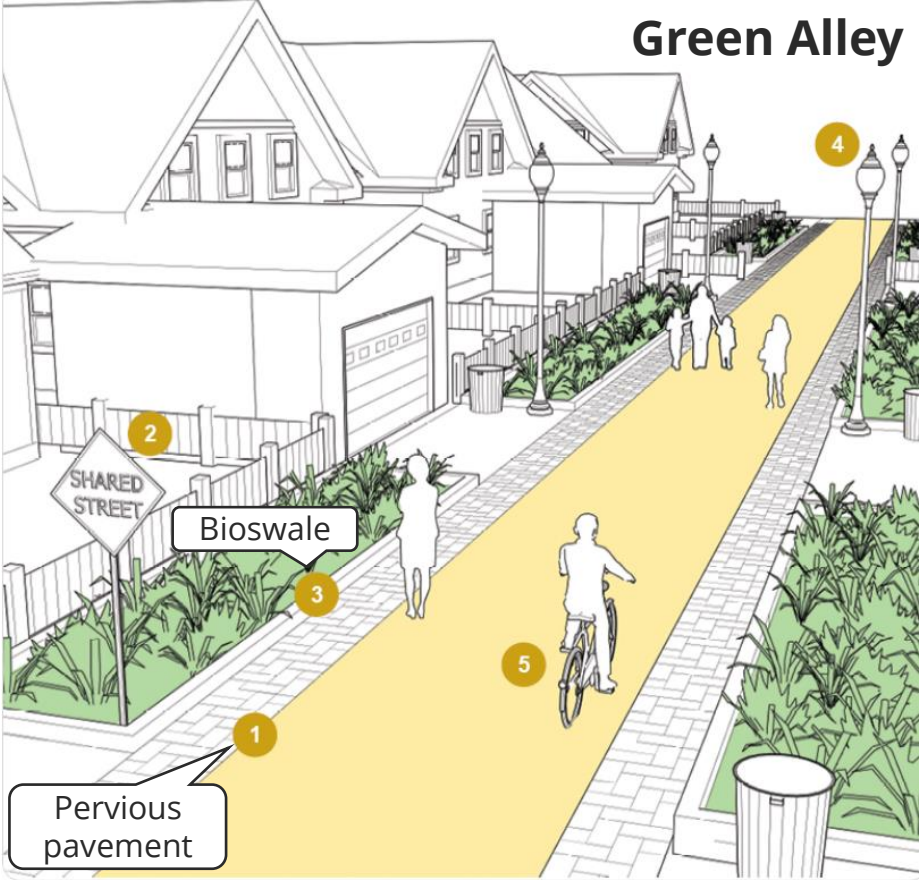 Green Alley
4
2
SHARED
STREET
Bioswale
3
5
1
Pervious
pavement